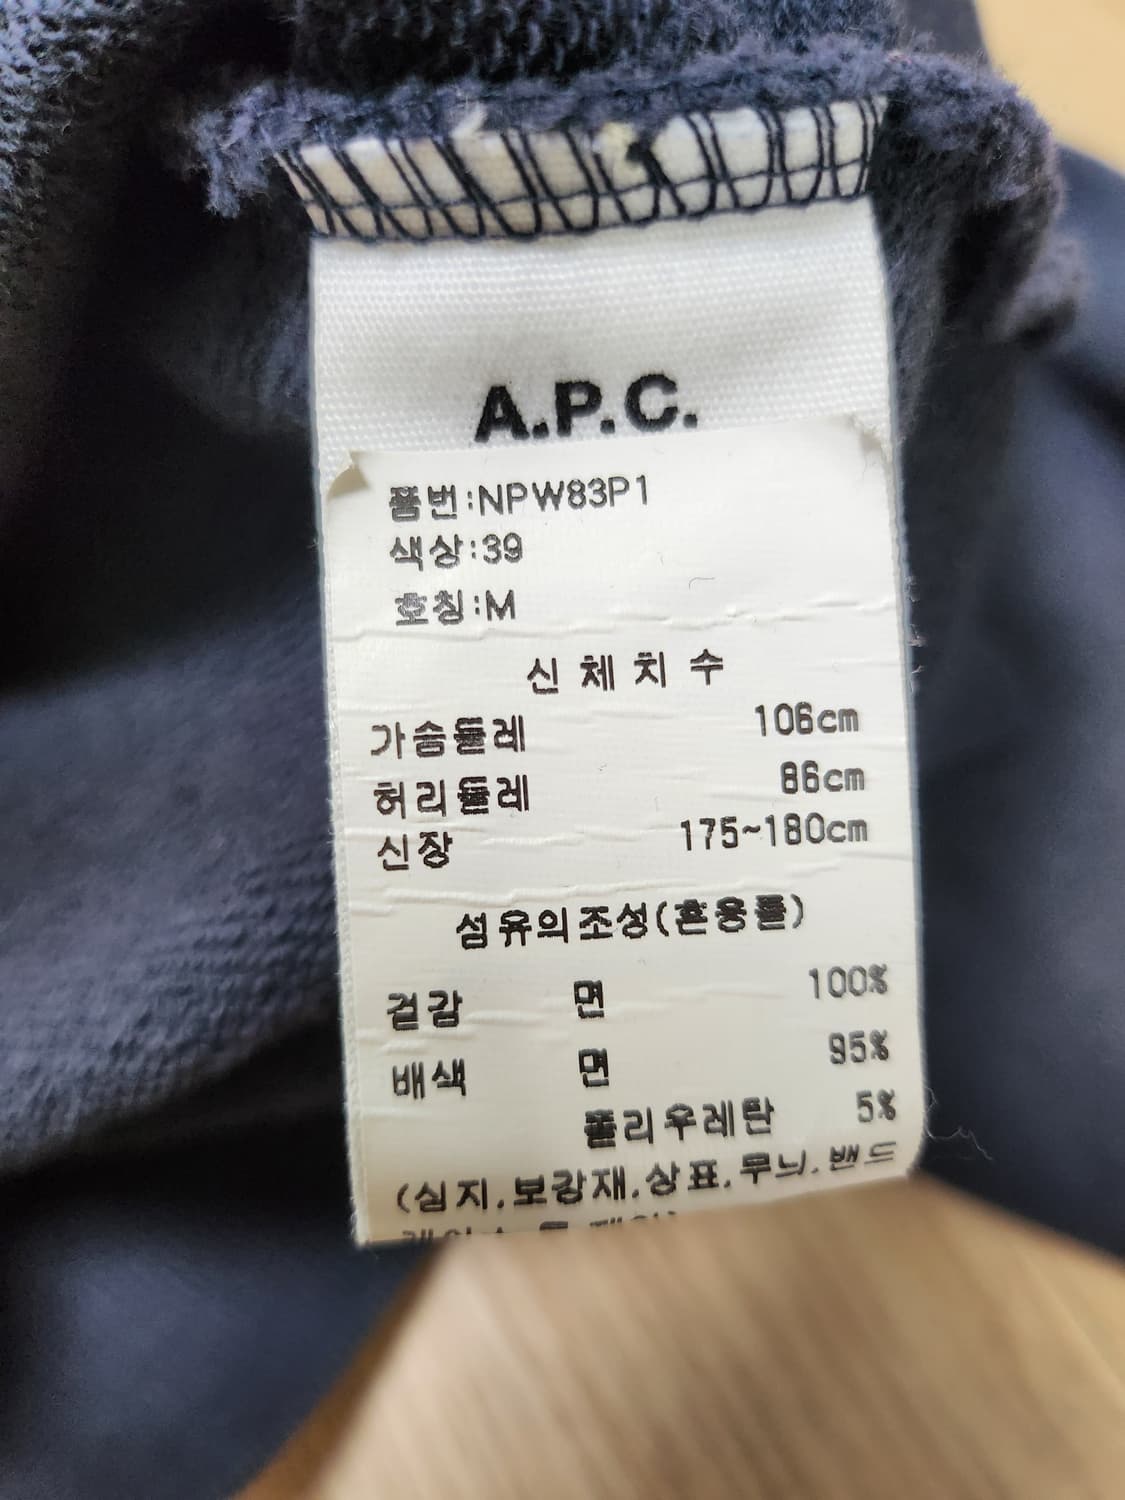 A.P.C.
품번:NPW83P1
색상:39
호칭:M
신체치수
가슴둘레 106cm
허리둘레 86cm
신장 175~180cm
섬유의조성(혼용률)
겉감 면 100%
배색 면 95%
폴리우레탄 5%
(심지,보강재,상표,무늬,밴드